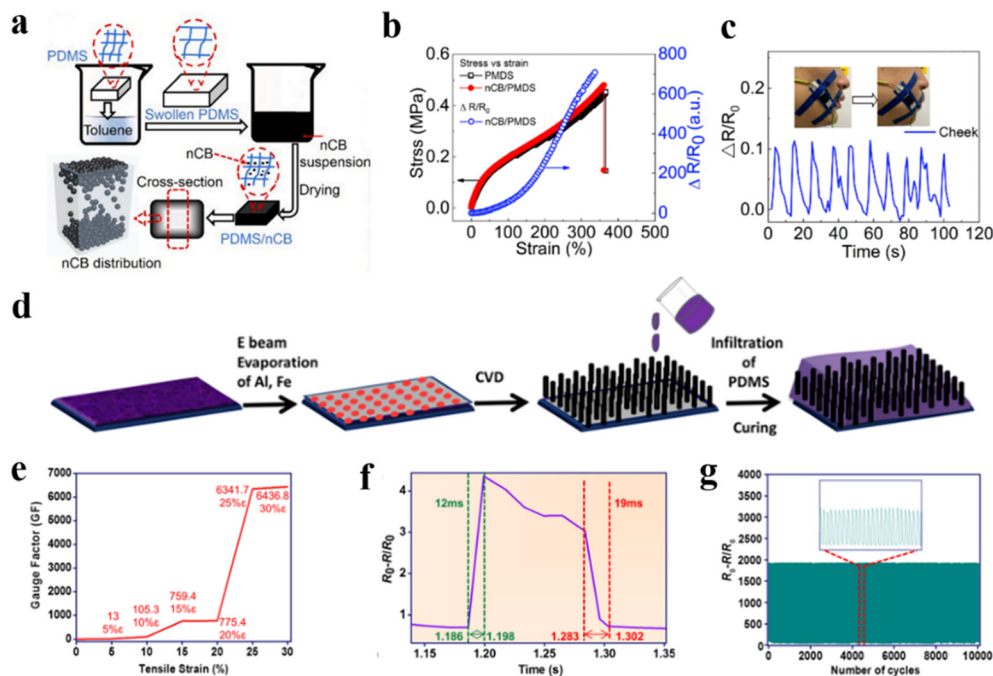 a
PDMS
Toluene
Swollen PDMS
nCB
suspension
nCB
Drying
Cross-section
PDMS/nCB
nCB distribution
b
Strss (MPa)
0.6
0.4
0.2
0.0
Stress vs strain
PMDS
nCB/PMDS
Δ R/R0
nCB/PMDS
800
600
400
200
0
Δ R/R0 (a.u.)
0 100 200 300 400 500
Strain (%)
c
△R/R0
0.2
0.1
0.0
Cheek
0 20 40 60 80 100 120
Time (s)
d
E beam
Evaporation
of Al, Fe
CVD
Infiltration
of
PDMS
Curing
e
Gauge Factor (GF)
7000
6000
5000
4000
3000
2000
1000
0
13
5%ε
105.3
10%ε
759.4
15%ε
775.4
20%ε
6341.7
25%ε
6436.8
30%ε
0 5 10 15 20 25 30
Tensile Strain (%)
f
R0-R/R0
4
3
2
1
12ms
19ms
1.186
1.198
1.283
1.302
1.15 1.20 1.25 1.30 1.35
Time (s)
g
R0-R/R0
4000
3500
3000
2500
2000
1500
1000
500
0
0 2000 4000 6000 8000 10000
Number of cycles